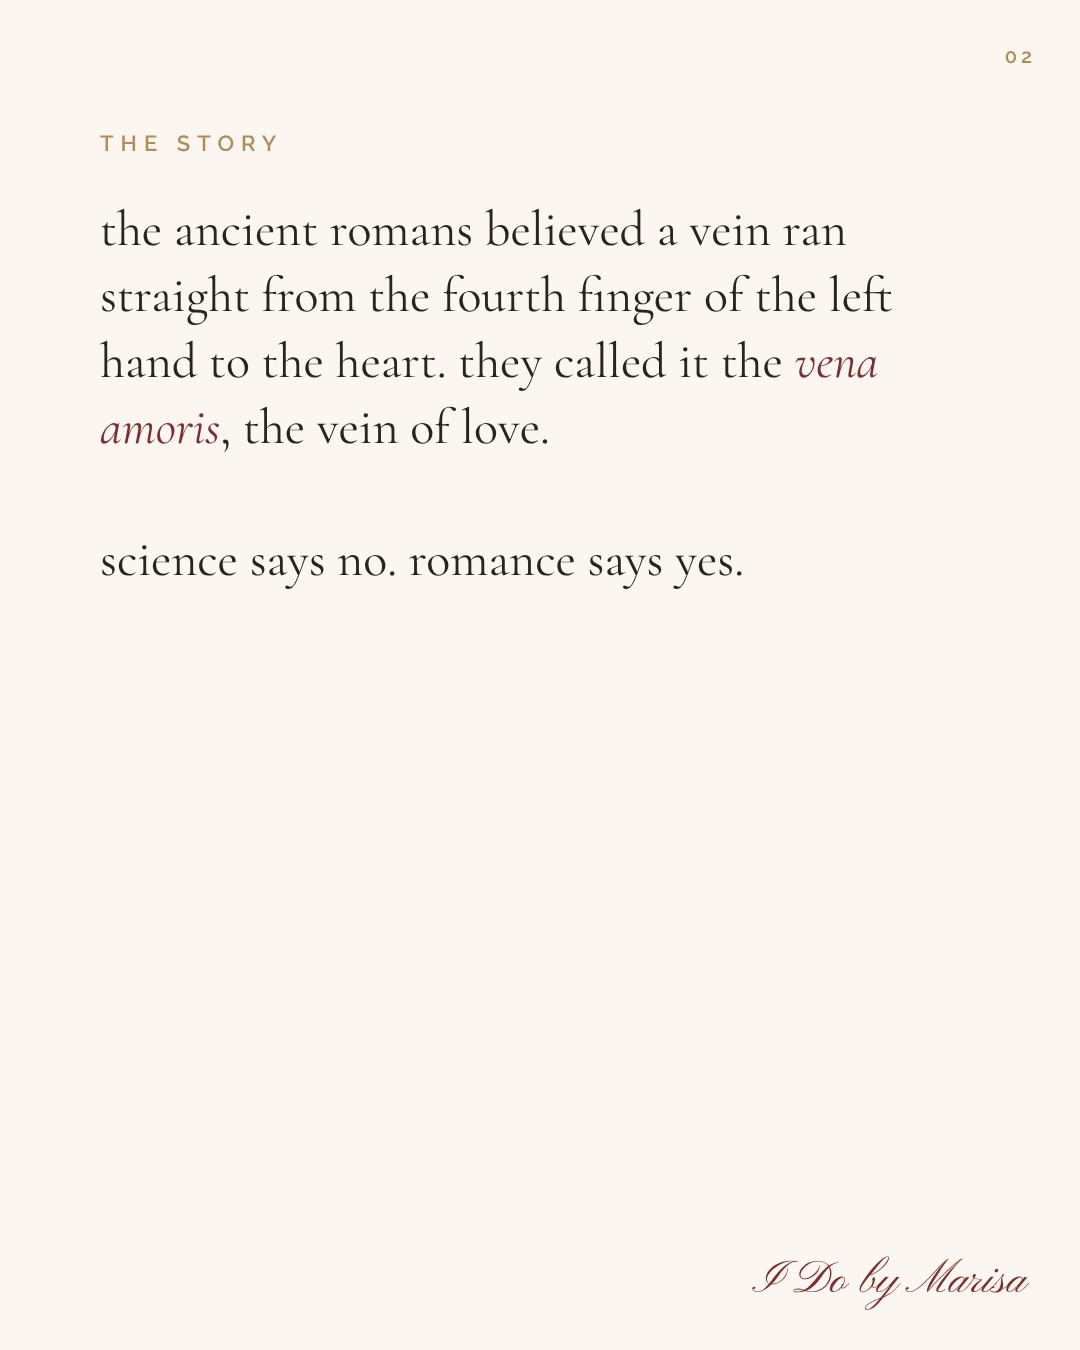 02
THE STORY
the ancient romans believed a vein ran
straight from the fourth finger of the left
hand to the heart. they called it the vena
amoris, the vein of love.
science says no. romance says yes.
I Do by Marisa